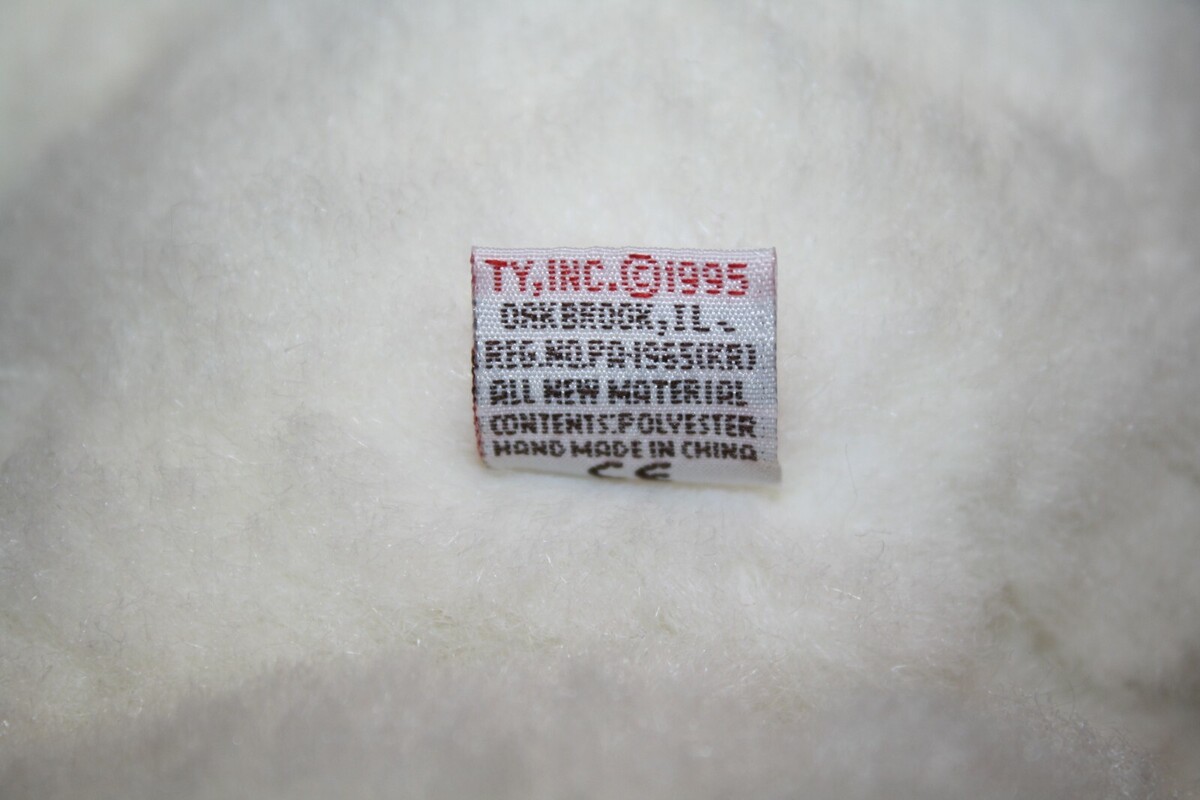 TY,INC.©1995
OAKBROOK,IL.
REG.NO.PA-1965(KR)
ALL NEW MATERIAL
CONTENTS:POLYESTER
HAND MADE IN CHINA
CE